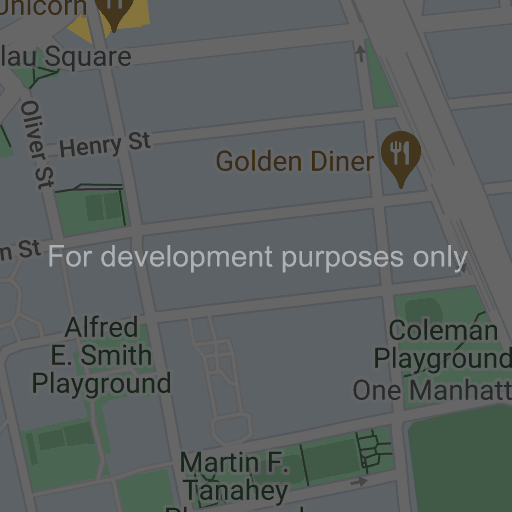 Unicorn
lau Square
Oliver St
Henry St
Golden Diner
n St
For development purposes only
Alfred
E. Smith
Playground
Coleman
Playground
One Manhatt
Martin F.
Tanahey